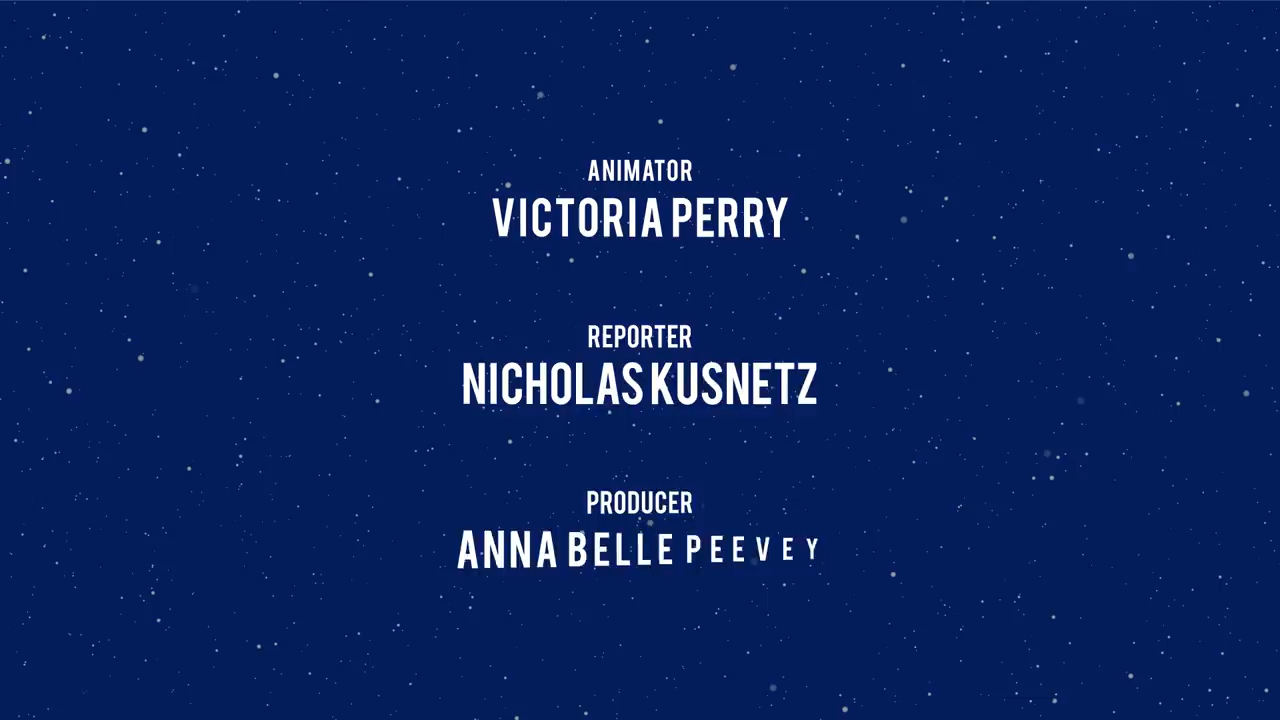 ANIMATOR
VICTORIA PERRY
REPORTER
NICHOLAS KUSNETZ
PRODUCER
ANNA BELLE PEEVEY